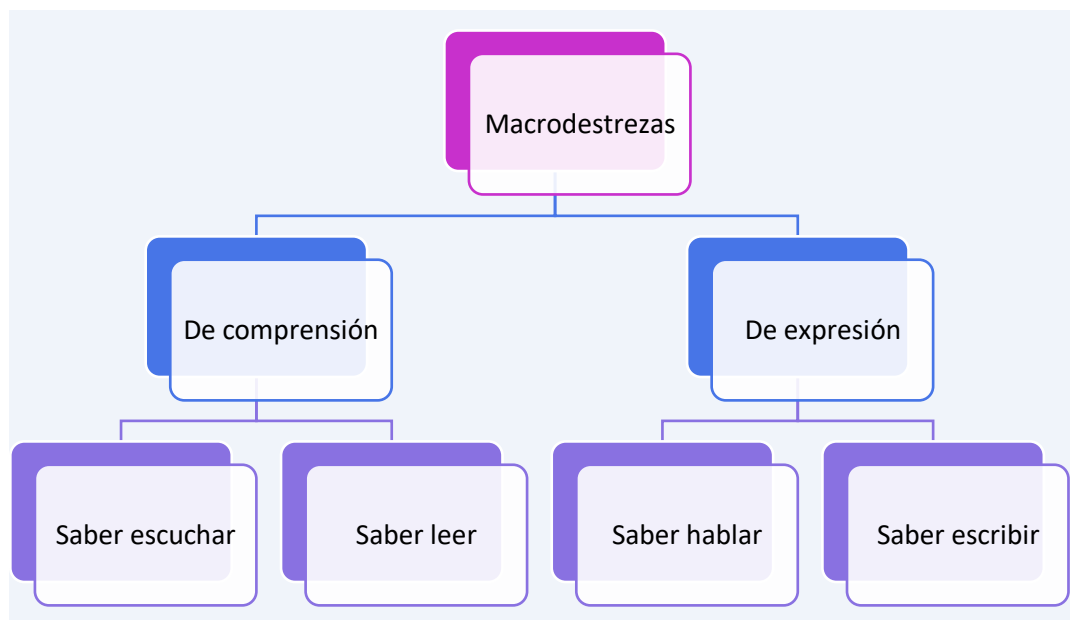 Macrodestrezas
De comprensión
De expresión
Saber escuchar
Saber leer
Saber hablar
Saber escribir